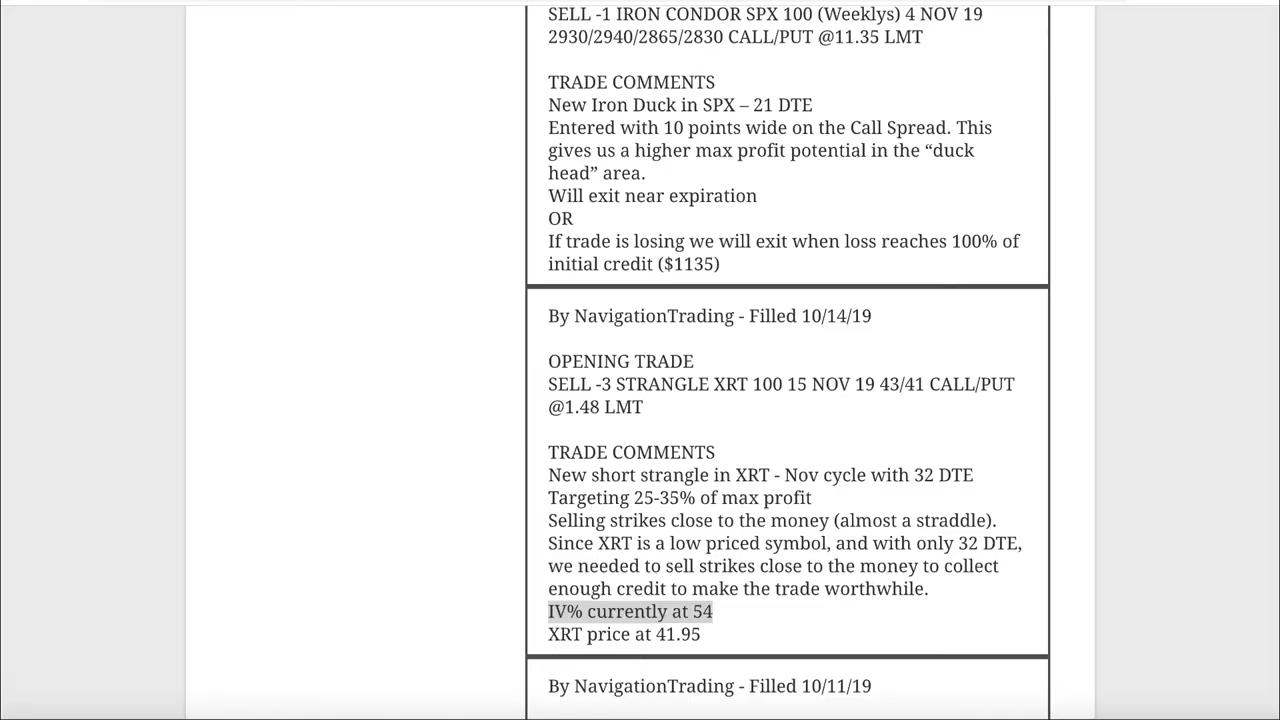 SELL -1 IRON CONDOR SPX 100 (Weeklys) 4 NOV 19
2930/2940/2865/2830 CALL/PUT @11.35 LMT
TRADE COMMENTS
New Iron Duck in SPX – 21 DTE
Entered with 10 points wide on the Call Spread. This
gives us a higher max profit potential in the “duck
head” area.
Will exit near expiration
OR
If trade is losing we will exit when loss reaches 100% of
initial credit ($1135)
By NavigationTrading - Filled 10/14/19
OPENING TRADE
SELL -3 STRANGLE XRT 100 15 NOV 19 43/41 CALL/PUT
@1.48 LMT
TRADE COMMENTS
New short strangle in XRT - Nov cycle with 32 DTE
Targeting 25-35% of max profit
Selling strikes close to the money (almost a straddle).
Since XRT is a low priced symbol, and with only 32 DTE,
we needed to sell strikes close to the money to collect
enough credit to make the trade worthwhile.
IV% currently at 54
XRT price at 41.95
By NavigationTrading - Filled 10/11/19